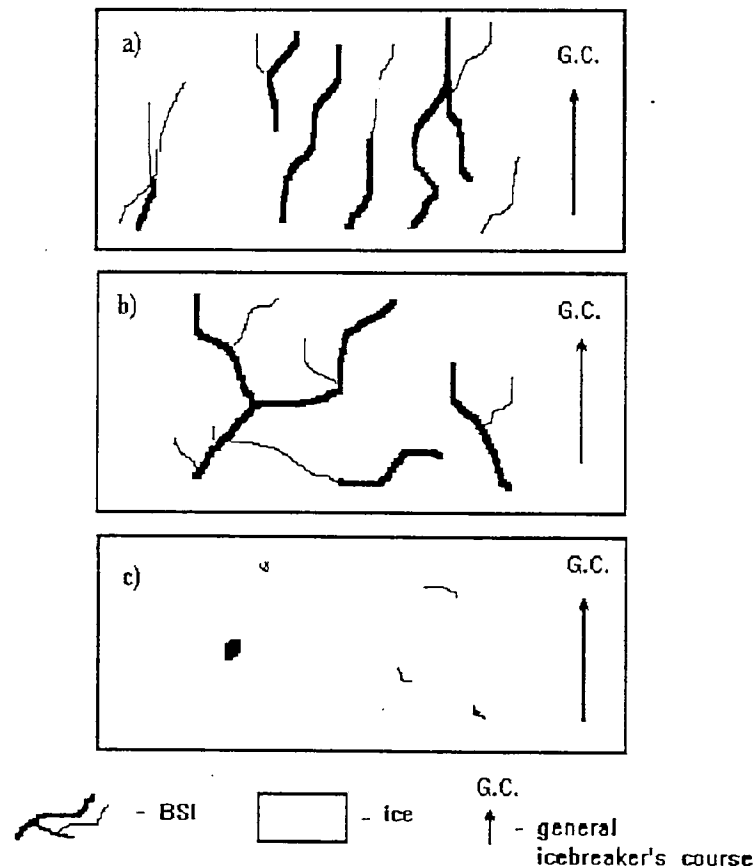 a)
G.C.
b)
G.C.
c)
G.C.
- BSI
- ice
G.C.
- general
icebreaker's course